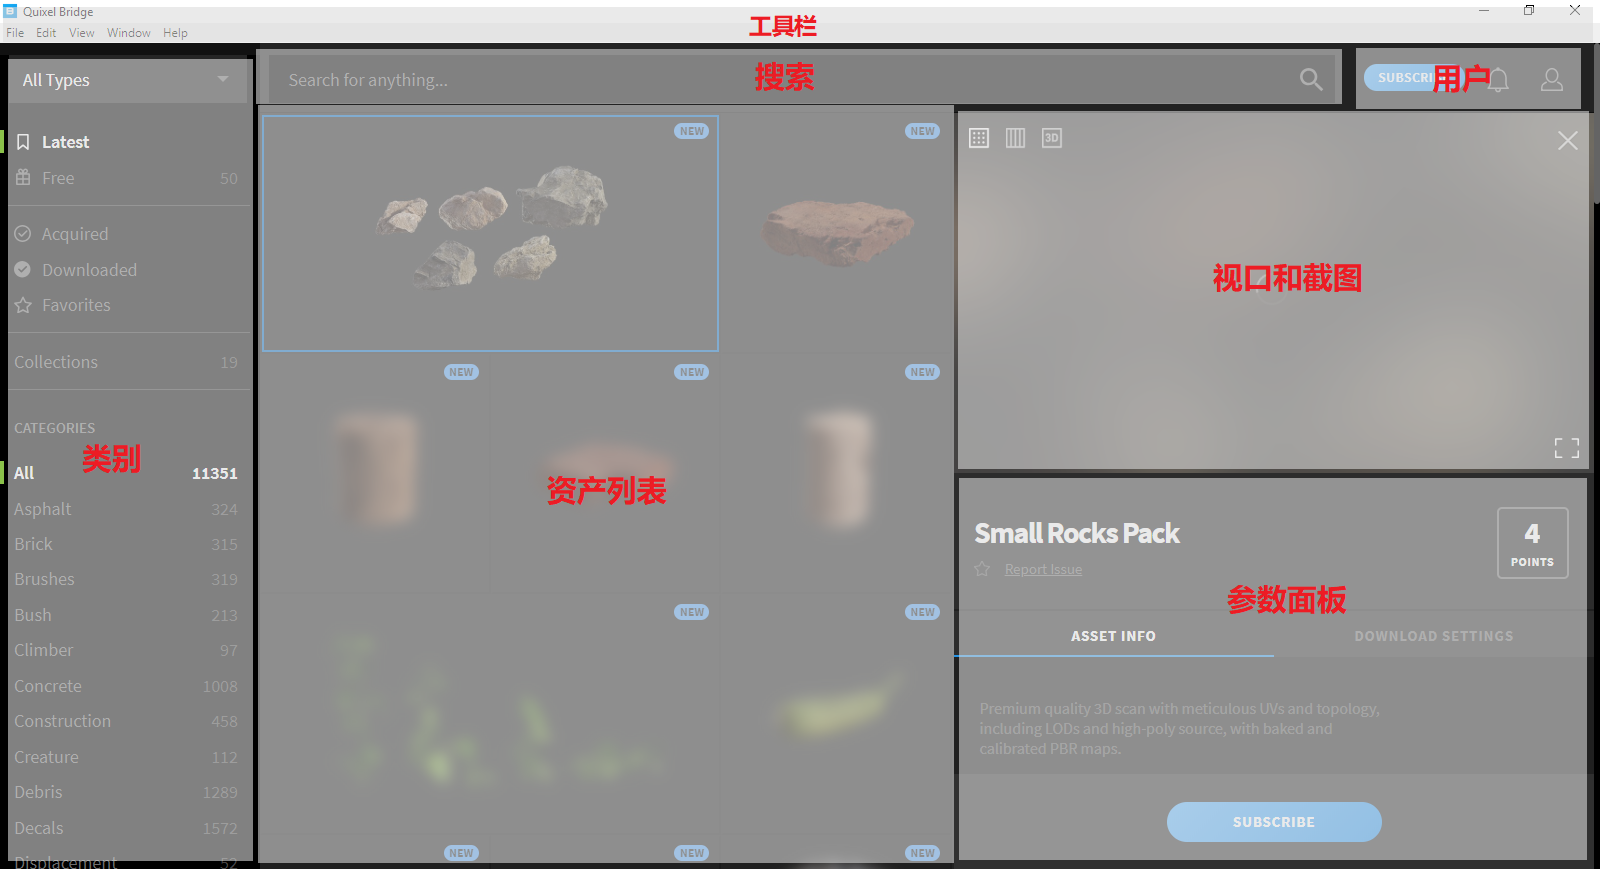 Quixel Bridge
File Edit View Window Help
工具栏
All Types
Search for anything...
搜索
用户
Latest
Free 50
Acquired
Downloaded
Favorites
Collections 19
CATEGORIES
类别
All 11351
Asphalt 324
Brick 315
Brushes 319
Bush 213
Climber 97
Concrete 1008
Construction 458
Creature 112
Debris 1289
Decals 1572
Displacement 52
NEW
NEW
NEW
NEW
NEW
资产列表
NEW
NEW
NEW
NEW
NEW
3D
视口和截图
Small Rocks Pack
Report Issue
4
POINTS
参数面板
ASSET INFO
DOWNLOAD SETTINGS
Premium quality 3D scan with meticulous UVs and topology,
including LODs and high-poly source, with baked and
calibrated PBR maps.
SUBSCRIBE